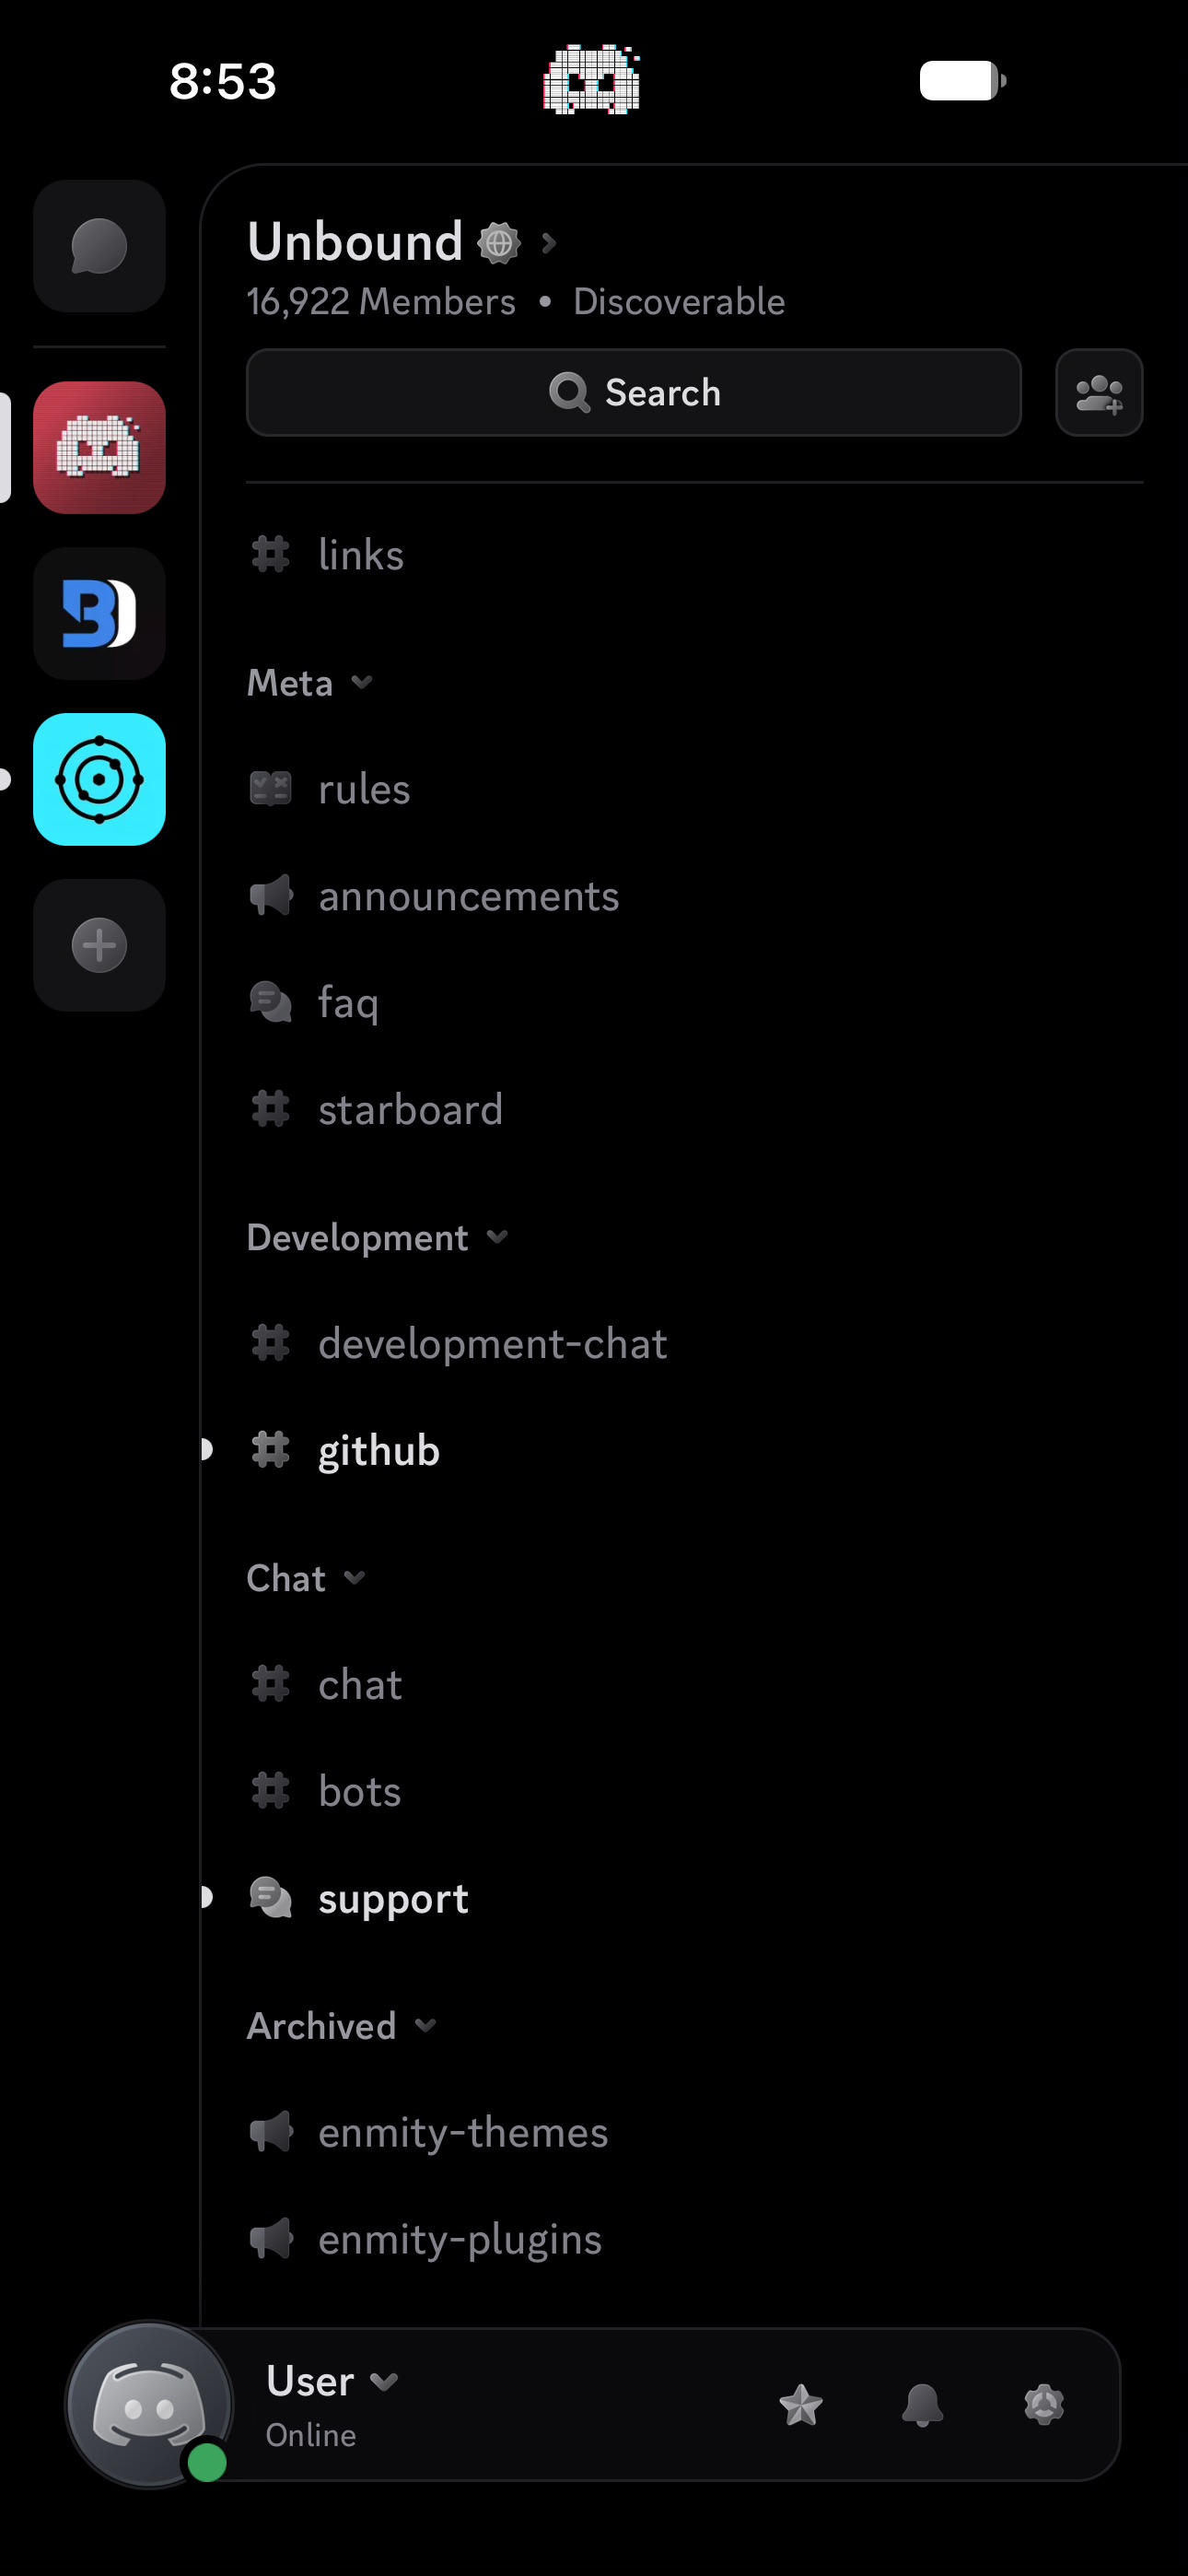 8:53
Unbound
16,922 Members • Discoverable
Search
links
Meta
rules
announcements
faq
starboard
Development
development-chat
github
Chat
chat
bots
support
Archived
enmity-themes
enmity-plugins
User
Online